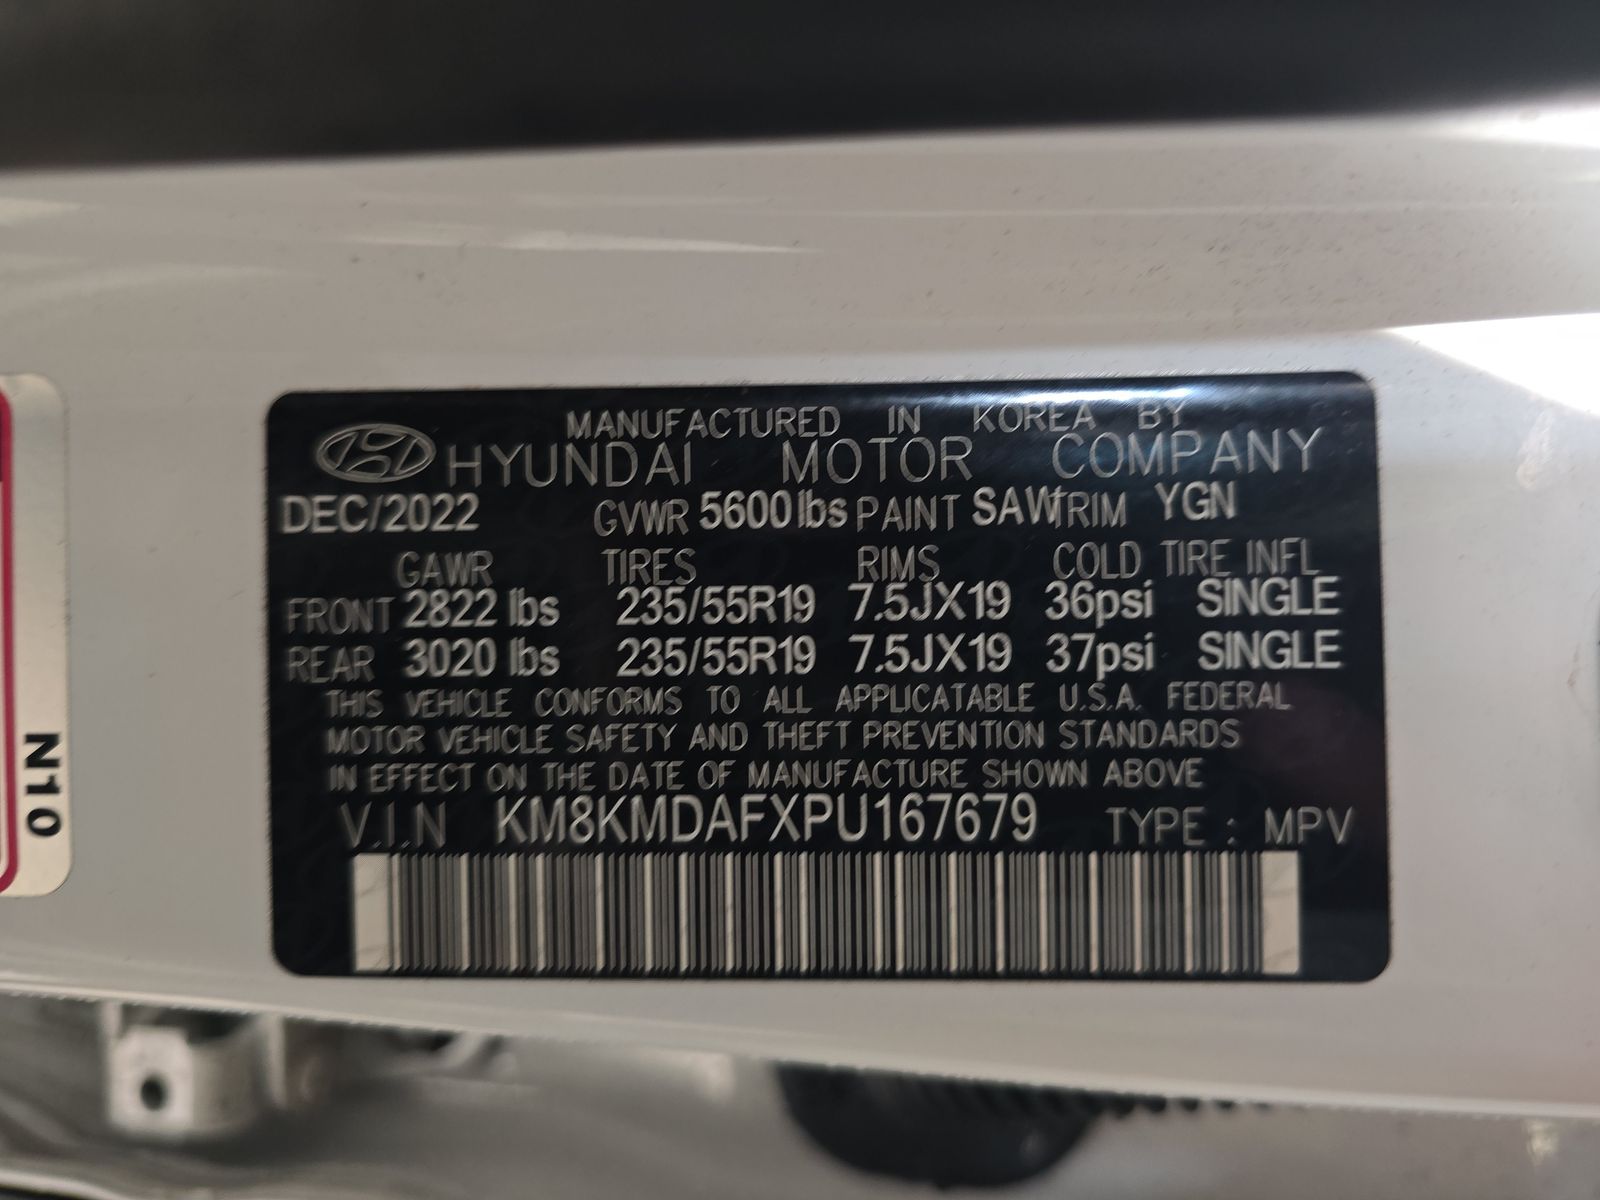 MANUFACTURED IN KOREA BY
HYUNDAI MOTOR COMPANY
DEC/2022 GVWR 5600 lbs PAINT SAW TRIM YGN
GAWR TIRES RIMS COLD TIRE INFL
FRONT 2822 lbs 235/55R19 7.5JX19 36psi SINGLE
REAR 3020 lbs 235/55R19 7.5JX19 37psi SINGLE
THIS VEHICLE CONFORMS TO ALL APPLICATABLE U.S.A. FEDERAL
MOTOR VEHICLE SAFETY AND THEFT PREVENTION STANDARDS
IN EFFECT ON THE DATE OF MANUFACTURE SHOWN ABOVE
V.I.N KM8KMDAFXPU167679 TYPE : MPV
N10